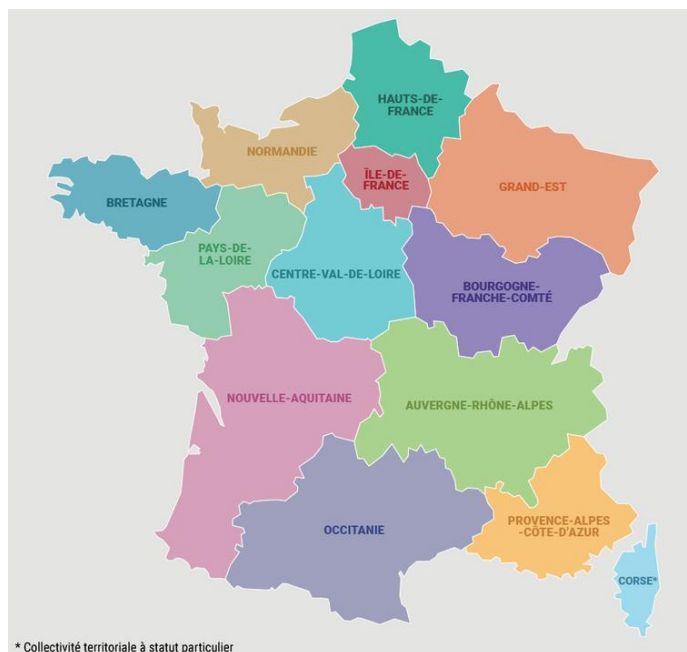 HAUTS-DE-
FRANCE
NORMANDIE
ÎLE-DE-
FRANCE
GRAND-EST
BRETAGNE
PAYS-DE-
LA-LOIRE
CENTRE-VAL-DE-LOIRE
BOURGOGNE-
FRANCHE-COMTÉ
NOUVELLE-AQUITAINE
AUVERGNE-RHÔNE-ALPES
OCCITANIE
PROVENCE-ALPES
-CÔTE-D'AZUR
CORSE*
* Collectivité territoriale à statut particulier